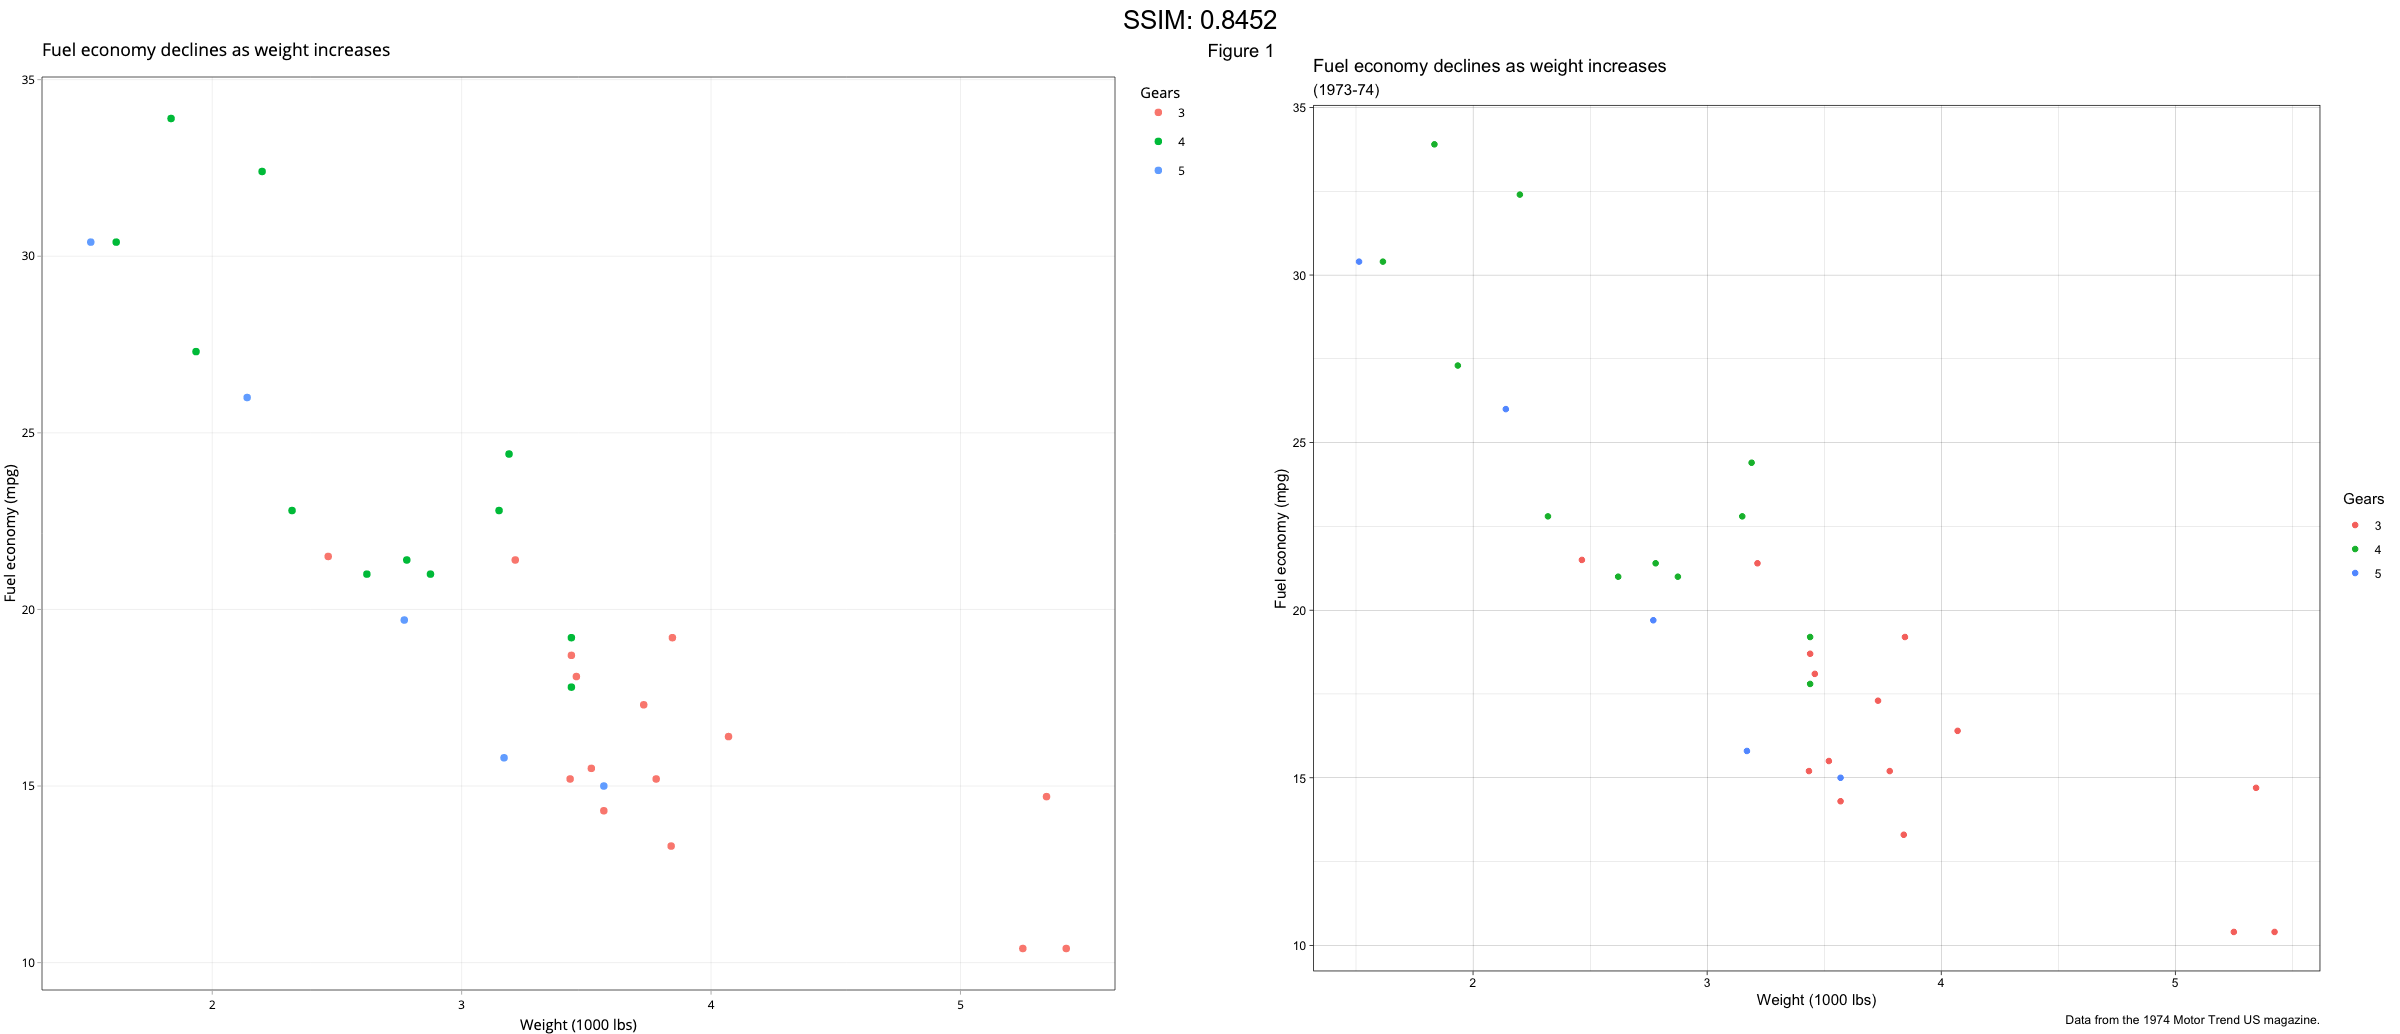 SSIM: 0.8452
Fuel economy declines as weight increases
35
30
25
20
15
10
Fuel economy (mpg)
2
3
4
5
Weight (1000 lbs)
Gears
3
4
5
Figure 1
Fuel economy declines as weight increases
(1973-74)
35
30
25
20
15
10
Fuel economy (mpg)
2
3
4
5
Weight (1000 lbs)
Gears
3
4
5
Data from the 1974 Motor Trend US magazine.